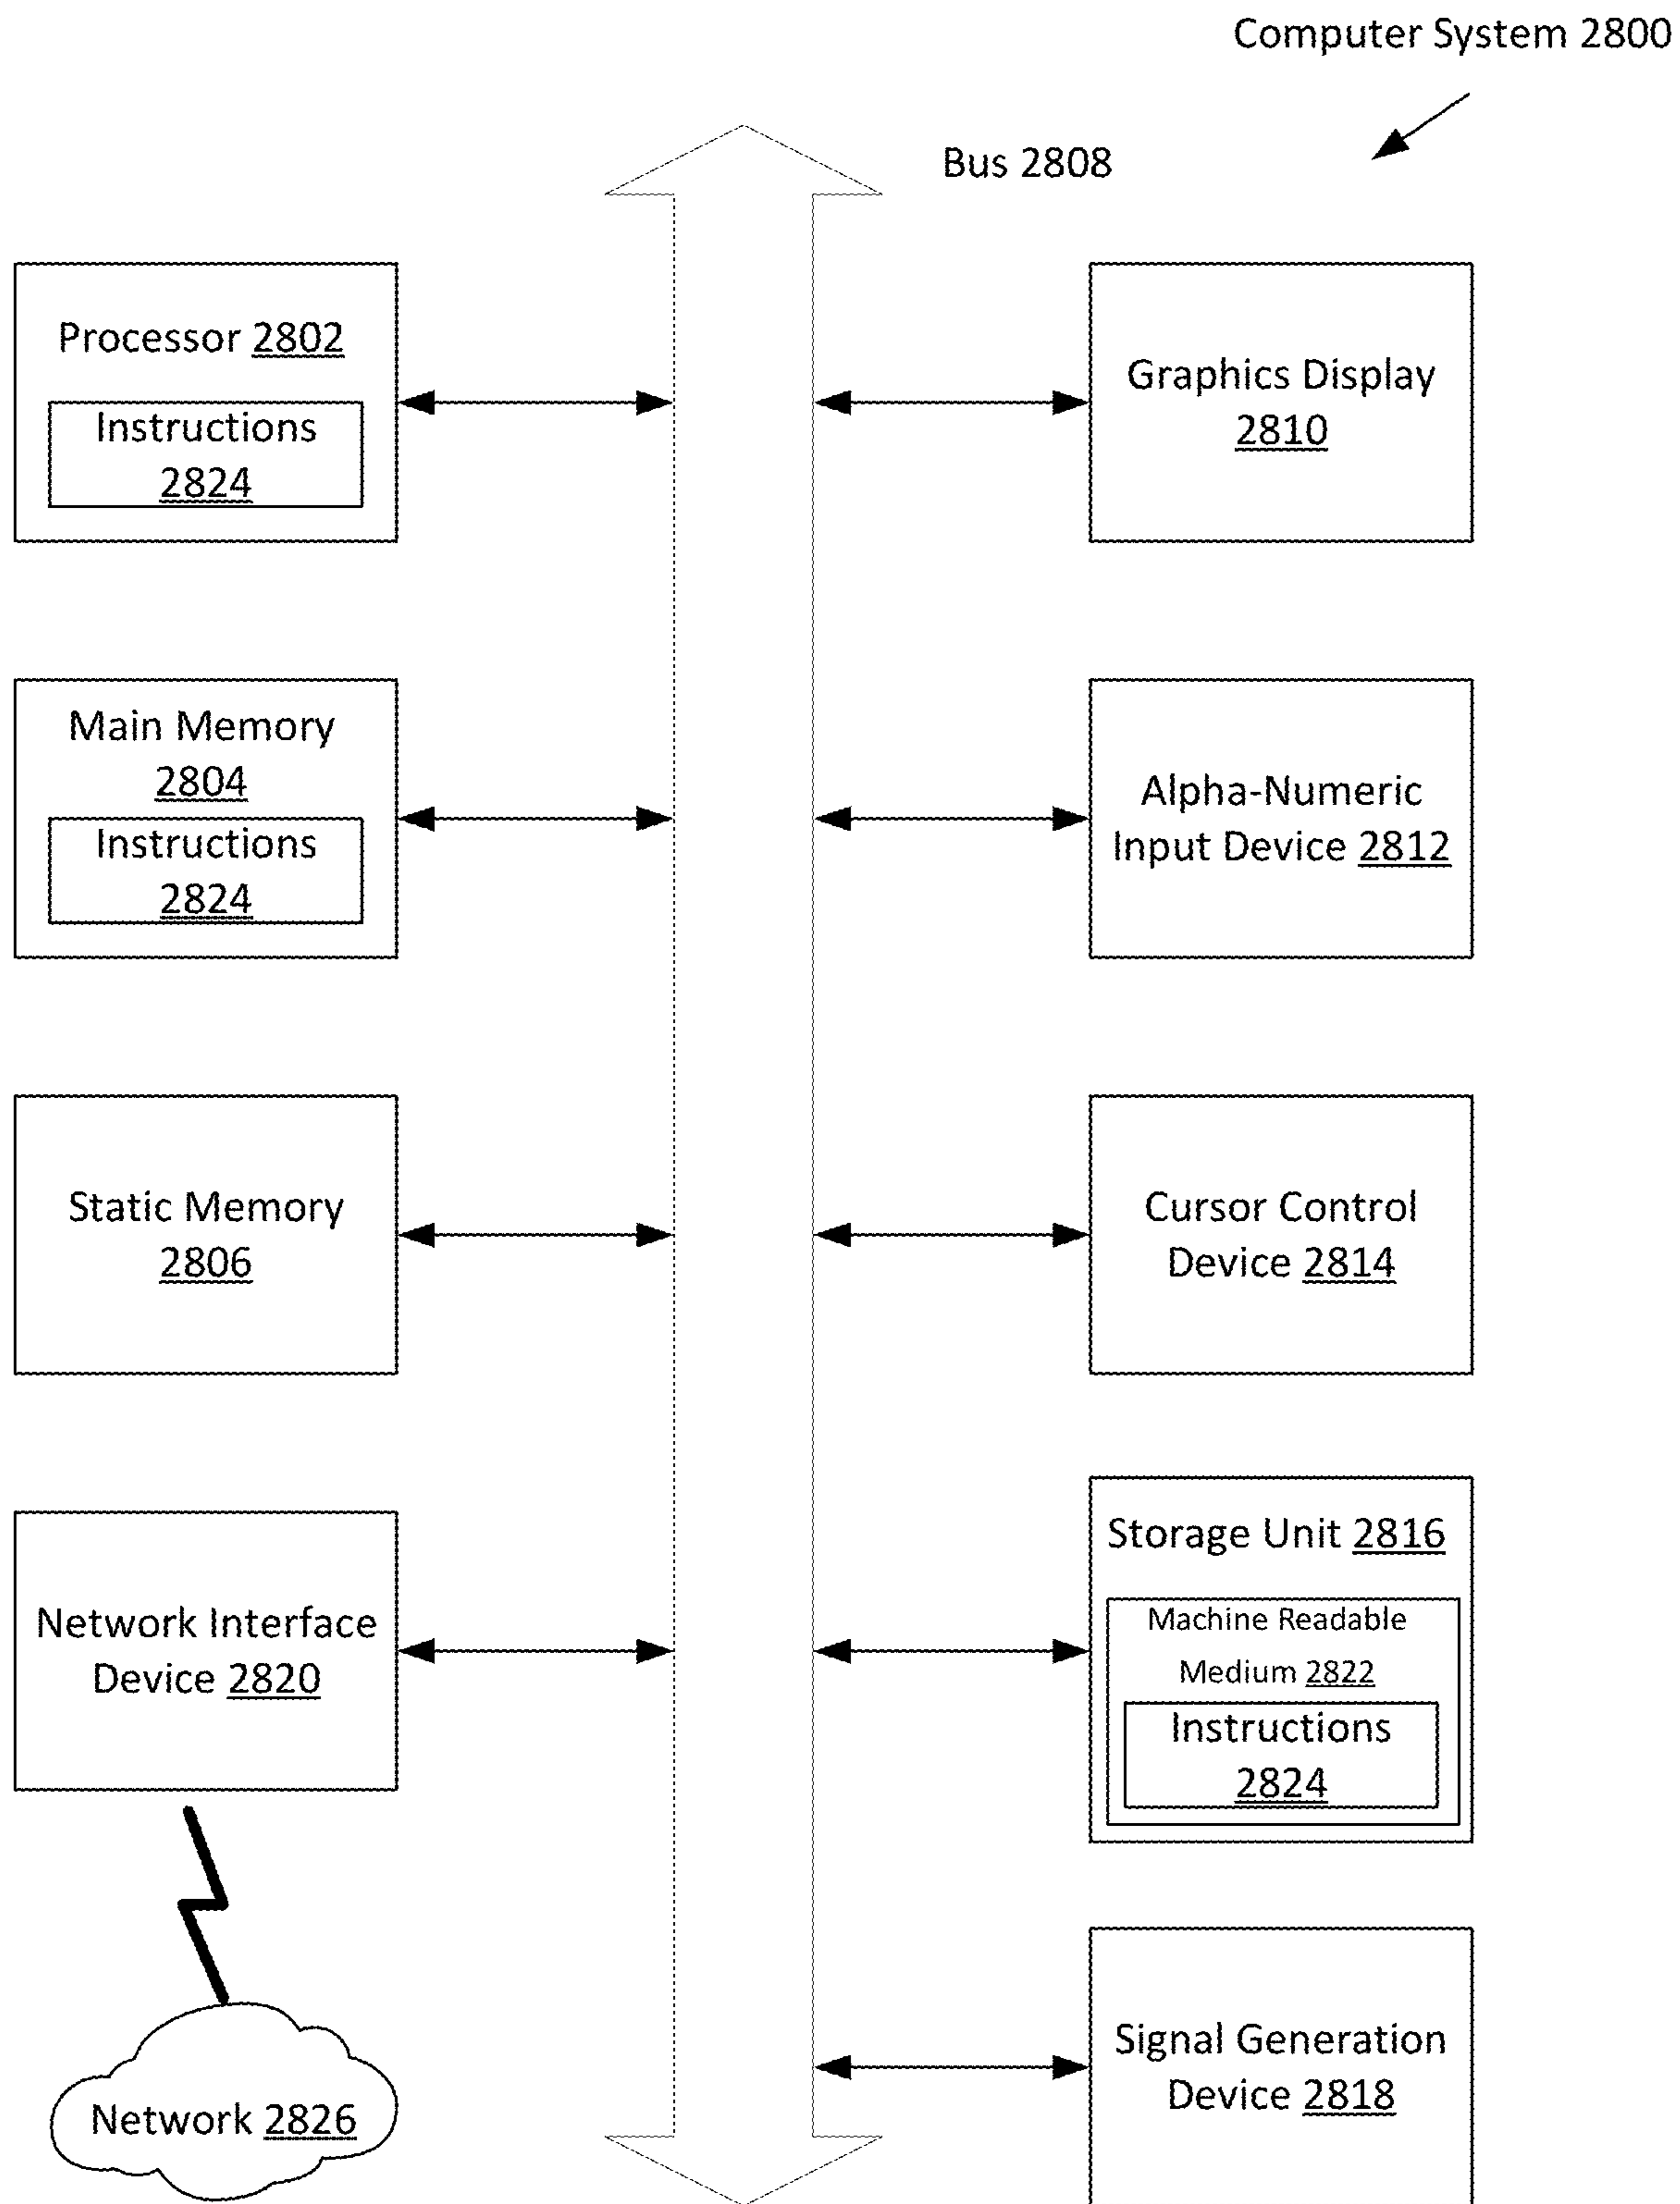 Computer System 2800
Bus 2808
Processor 2802
Instructions
2824
Graphics Display
2810
Main Memory
2804
Instructions
2824
Alpha-Numeric
Input Device 2812
Static Memory
2806
Cursor Control
Device 2814
Network Interface
Device 2820
Storage Unit 2816
Machine Readable
Medium 2822
Instructions
2824
Network 2826
Signal Generation
Device 2818